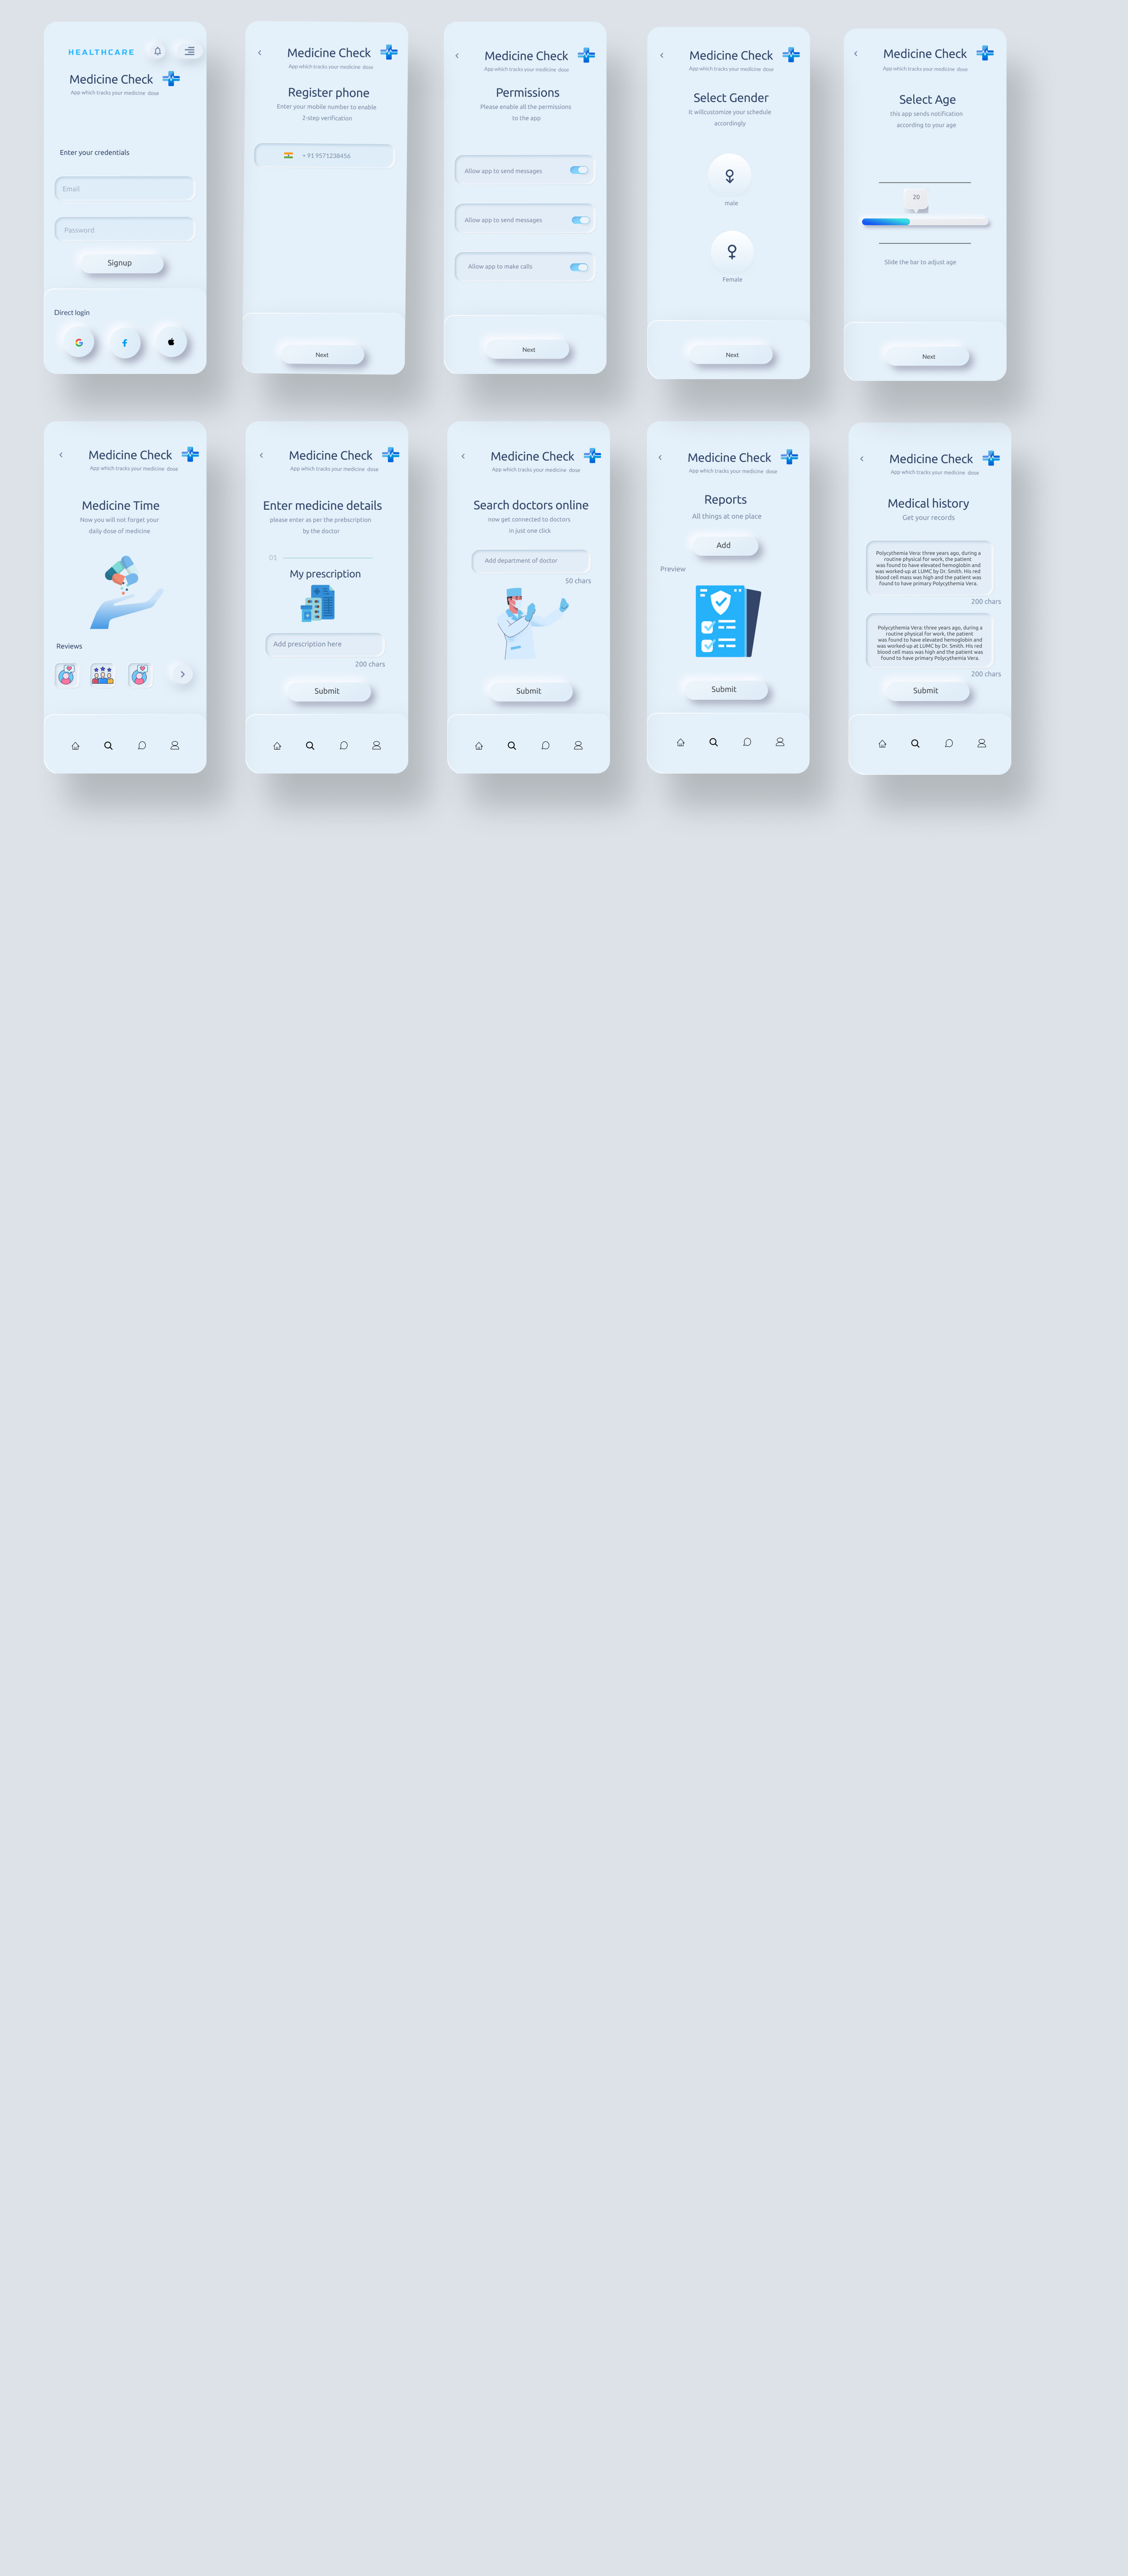 HEALTHCARE
Medicine Check
App which tracks your medicine dose
Enter your credentials
Email
Password
Signup
Direct login
Medicine Check
App which tracks your medicine dose
Register phone
Enter your mobile number to enable
2-step verification
+ 91 9571238456
Next
Medicine Check
App which tracks your medicine dose
Permissions
Please enable all the permissions
to the app
Allow app to send messages
Allow app to send messages
Allow app to make calls
Next
Medicine Check
App which tracks your medicine dose
Select Gender
It willcustomize your schedule
accordingly
male
Female
Next
Medicine Check
App which tracks your medicine dose
Select Age
this app sends notification
according to your age
20
Slide the bar to adjust age
Next
Medicine Check
App which tracks your medicine dose
Medicine Time
Now you will not forget your
daily dose of medicine
Reviews
Medicine Check
App which tracks your medicine dose
Enter medicine details
please enter as per the prebscription
by the doctor
01
My prescription
Add prescription here
200 chars
Submit
Medicine Check
App which tracks your medicine dose
Search doctors online
now get connected to doctors
in just one click
Add department of doctor
50 chars
Submit
Medicine Check
App which tracks your medicine dose
Reports
All things at one place
Add
Preview
Submit
Medicine Check
App which tracks your medicine dose
Medical history
Get your records
Polycythemia Vera: three years ago, during a
routine physical for work, the patient
was found to have elevated hemoglobin and
was worked-up at LUMC by Dr. Smith. His red
blood cell mass was high and the patient was
found to have primary Polycythemia Vera.
200 chars
Polycythemia Vera: three years ago, during a
routine physical for work, the patient
was found to have elevated hemoglobin and
was worked-up at LUMC by Dr. Smith. His red
blood cell mass was high and the patient was
found to have primary Polycythemia Vera.
200 chars
Submit